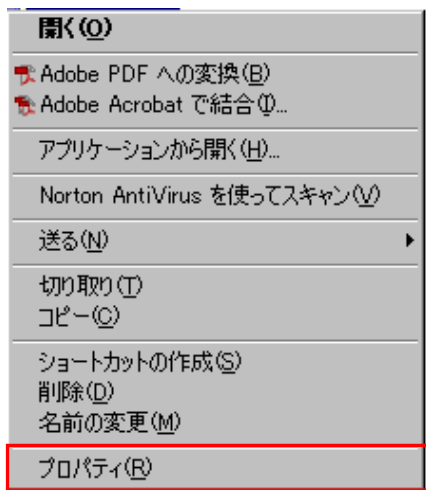 開く(O)
Adobe PDF への変換(B)
Adobe Acrobat で結合(I)...
アプリケーションから開く(H)...
Norton AntiVirus を使ってスキャン(V)
送る(N)
切り取り(T)
コピー(C)
ショートカットの作成(S)
削除(D)
名前の変更(M)
プロパティ(R)